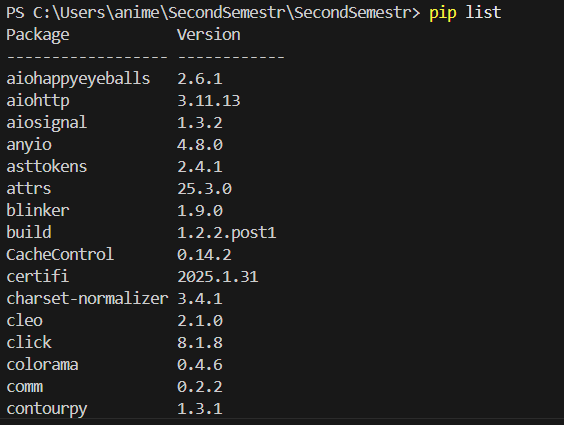 PS C:\Users\anime\SecondSemestr\SecondSemestr> pip list
Package Version
------------------ ------------
aiohappyeyeballs 2.6.1
aiohttp 3.11.13
aiosignal 1.3.2
anyio 4.8.0
asttokens 2.4.1
attrs 25.3.0
blinker 1.9.0
build 1.2.2.post1
CacheControl 0.14.2
certifi 2025.1.31
charset-normalizer 3.4.1
cleo 2.1.0
click 8.1.8
colorama 0.4.6
comm 0.2.2
contourpy 1.3.1